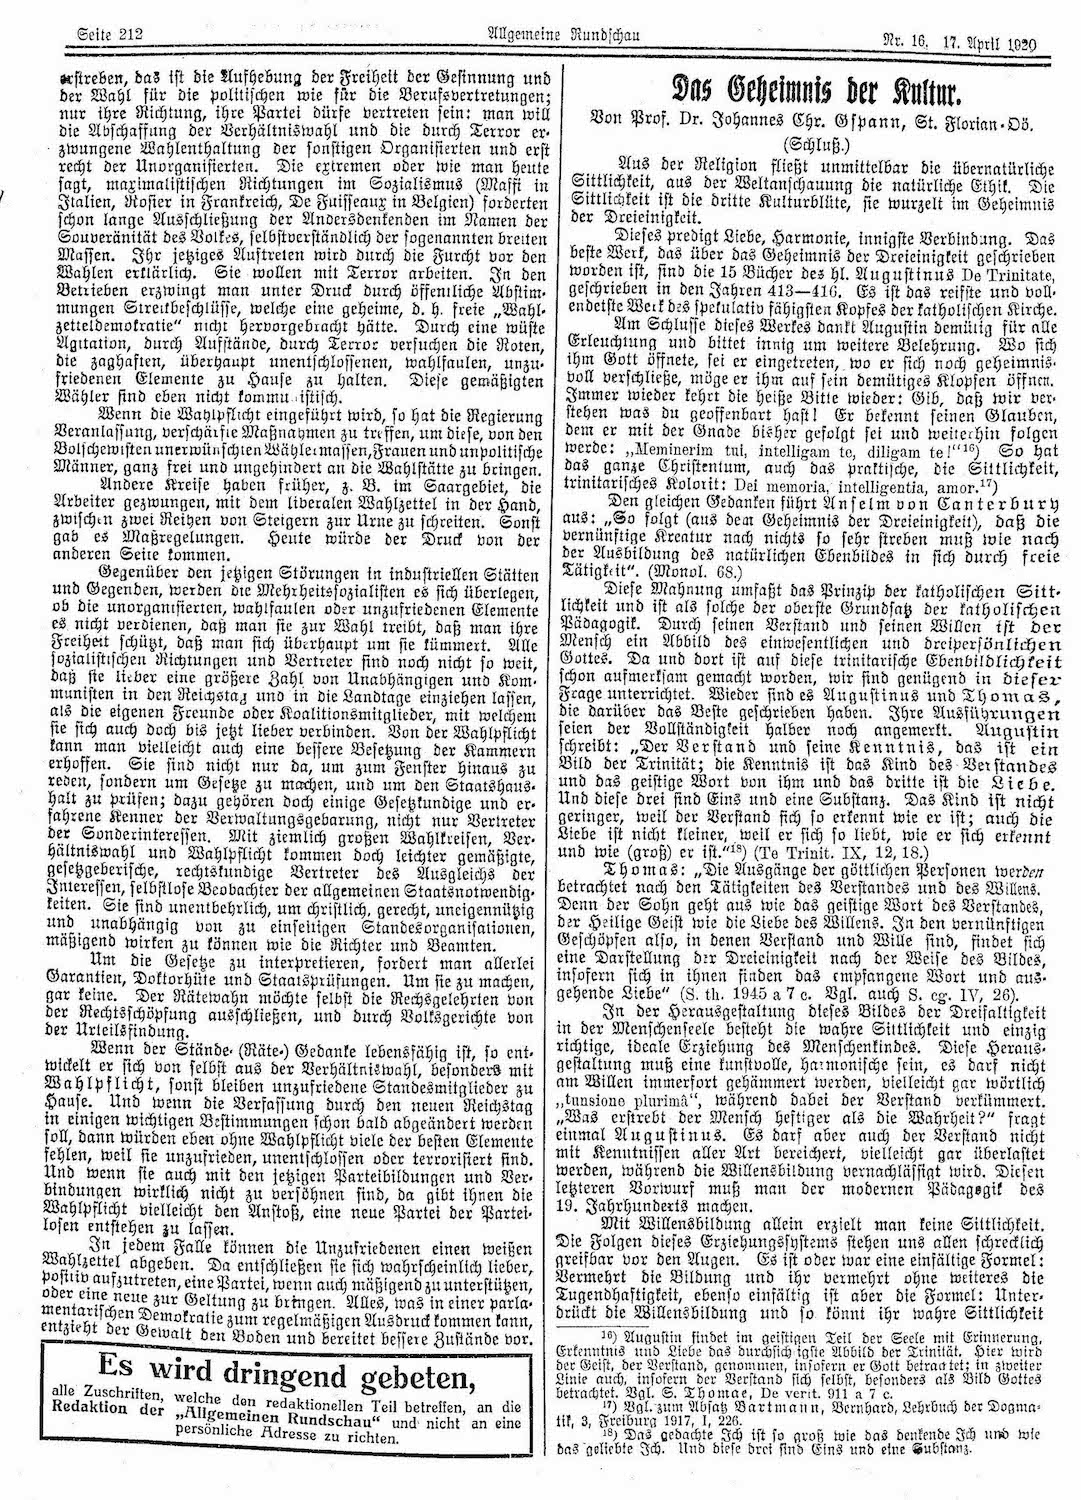 Seite 212
Allgemeine Rundschau
Nr. 16. 17. April 1920
erstreben, das ist die Aufhebung der Freiheit der Gesinnung und
der Wahl für die politischen wie für die Berufsvertretungen;
nur ihre Richtung, ihre Partei dürfe vertreten sein: man will
die Abschaffung der Verhältniswahl und die durch Terror er-
zwungene Wahlenthaltung der sonstigen Organisierten und erst
recht der Unorganisierten. Die extremen oder wie man heute
sagt, maximalistischen Richtungen im Sozialismus (Massi in
Italien, Rosier in Frankreich, De Fuisseaux in Belgien) forderten
schon lange Ausschließung der Andersdenkenden im Namen der
Souveränität des Volkes, selbstverständlich der sogenannten breiten
Massen. Ihr jetziges Auftreten wird durch die Furcht vor den
Wahlen erklärlich. Sie wollen mit Terror arbeiten. In den
Betrieben erzwingt man unter Druck durch öffentliche Abstim-
mungen Streikbeschlüsse, welche eine geheime, d. h. freie „Wahl-
zetteldemokratie“ nicht hervorgebracht hätte. Durch eine wüste
Agitation, durch Aufstände, durch Terror versuchen die Roten,
die zaghaften, überhaupt unentschlossenen, wahlfaulen, unzu-
friedenen Elemente zu Hause zu halten. Diese gemäßigten
Wähler sind eben nicht kommunistisch.
Wenn die Wahlpflicht eingeführt wird, so hat die Regierung
Veranlassung, verschärfte Maßnahmen zu treffen, um diese, von den
Bolschewisten unerwünschten Wählermassen, Frauen und unpolitische
Männer, ganz frei und ungehindert an die Wahlstätte zu bringen.
Andere Kreise haben früher, z. B. im Saargebiet, die
Arbeiter gezwungen, mit dem liberalen Wahlzettel in der Hand,
zwischen zwei Reihen von Steigern zur Urne zu schreiten. Sonst
gab es Maßregelungen. Heute würde der Druck von der
anderen Seite kommen.
Gegenüber den jetzigen Störungen in industriellen Stätten
und Gegenden, werden die Mehrheitssozialisten es sich überlegen,
ob die unorganisierten, wahlfaulen oder unzufriedenen Elemente
es nicht verdienen, daß man sie zur Wahl treibt, daß man ihre
Freiheit schützt, daß man sich überhaupt um sie kümmert. Alle
sozialistischen Richtungen und Vertreter sind noch nicht so weit,
daß sie lieber eine größere Zahl von Unabhängigen und Kom-
munisten in den Reichstag und in die Landtage einziehen lassen,
als die eigenen Freunde oder Koalitionsmitglieder, mit welchem
sie sich auch doch bis jetzt lieber verbinden. Von der Wahlpflicht
kann man vielleicht auch eine bessere Besetzung der Kammern
erhoffen. Sie sind nicht nur da, um zum Fenster hinaus zu
reden, sondern um Gesetze zu machen, und um den Staatshaus-
halt zu prüfen; dazu gehören doch einige Gesetzkundige und er-
fahrene Kenner der Verwaltungsgebarung, nicht nur Vertreter
der Sonderinteressen. Mit ziemlich großen Wahlkreisen, Ver-
hältniswahl und Wahlpflicht kommen doch leichter gemäßigte,
gesetzgeberische, rechtskundige Vertreter des Ausgleichs der
Interessen, selbstlose Beobachter der allgemeinen Staatsnotwendig-
keiten. Sie sind unentbehrlich, um christlich, gerecht, uneigennützig
und unabhängig von zu einseitigen Standesorganisationen,
mäßigend wirken zu können wie die Richter und Beamten.
Um die Gesetze zu interpretieren, fordert man allerlei
Garantien, Doktorhüte und Staatsprüfungen. Um sie zu machen,
gar keine. Der Rätewahn möchte selbst die Rechsgelehrten von
der Rechtsschöpfung ausschließen, und durch Volksgerichte von
der Urteilsfindung.
Wenn der Stände- (Räte-) Gedanke lebensfähig ist, so ent-
wickelt er sich von selbst aus der Verhältniswahl, besonders mit
Wahlpflicht, sonst bleiben unzufriedene Standesmitglieder zu
Hause. Und wenn die Verfassung durch den neuen Reichstag
in einigen wichtigen Bestimmungen schon bald abgeändert werden
soll, dann würden eben ohne Wahlpflicht viele der besten Elemente
fehlen, weil sie unzufrieden, unentschlossen oder terrorisiert sind.
Und wenn sie auch mit den jetzigen Parteibildungen und Ver-
bindungen wirklich nicht zu versöhnen sind, da gibt ihnen die
Wahlpflicht vielleicht den Anstoß, eine neue Partei der Partei-
losen entstehen zu lassen.
In jedem Falle können die Unzufriedenen einen weißen
Wahlzettel abgeben. Da entschließen sie sich wahrscheinlich lieber,
positiv aufzutreten, eine Partei, wenn auch mäßigend zu unterstützen,
oder eine neue zur Geltung zu bringen. Alles, was in einer parla-
mentarischen Demokratie zum regelmäßigen Ausdruck kommen kann,
entzieht der Gewalt den Boden und bereitet bessere Zustände vor.
Es wird dringend gebeten,
alle Zuschriften, welche den redaktionellen Teil betreffen, an die
Redaktion der „Allgemeinen Rundschau“ und nicht an eine
persönliche Adresse zu richten.
Das Geheimnis der Kultur.
Von Prof. Dr. Johannes Chr. Gspann, St. Florian-Oö.
(Schluß.)
Aus der Religion fließt unmittelbar die übernatürliche
Sittlichkeit, aus der Weltanschauung die natürliche Ethik. Die
Sittlichkeit ist die dritte Kulturblüte, sie wurzelt im Geheimnis
der Dreieinigkeit.
Dieses predigt Liebe, Harmonie, innigste Verbindung. Das
beste Werk, das über das Geheimnis der Dreieinigkeit geschrieben
worden ist, sind die 15 Bücher des hl. Augustinus De Trinitate,
geschrieben in den Jahren 413—416. Es ist das reifste und voll-
endetste Werk des spekulativ fähigsten Kopfes der katholischen Kirche.
Am Schlusse dieses Werkes dankt Augustin demütig für alle
Erleuchtung und bittet innig um weitere Belehrung. Wo sich
ihm Gott öffnete, sei er eingetreten, wo er sich noch geheimnis-
voll verschließe, möge er ihm auf sein demütiges Klopfen öffnen.
Immer wieder kehrt die heiße Bitte wieder: Gib, daß wir ver-
stehen was du geoffenbart hast! Er bekennt seinen Glauben,
dem er mit der Gnade bisher gefolgt sei und weiterhin folgen
werde: „Meminerim tui, intelligam te, diligam te!“¹⁶) So hat
das ganze Christentum, auch das praktische, die Sittlichkeit,
trinitarisches Kolorit: Dei memoria, intelligentia, amor.¹⁷)
Den gleichen Gedanken führt Anselm von Canterbury
aus: „So folgt (aus dem Geheimnis der Dreieinigkeit), daß die
vernünftige Kreatur nach nichts so sehr streben muß wie nach
der Ausbildung des natürlichen Ebenbildes in sich durch freie
Tätigkeit“. (Monol. 68.)
Diese Mahnung umfaßt das Prinzip der katholischen Sitt-
lichkeit und ist als solche der oberste Grundsatz der katholischen
Pädagogik. Durch seinen Verstand und seinen Willen ist der
Mensch ein Abbild des einwesentlichen und dreipersönlichen
Gottes. Da und dort ist auf diese trinitarische Ebenbildlichkeit
schon aufmerksam gemacht worden, wir sind genügend in dieser
Frage unterrichtet. Wieder sind es Augustinus und Thomas,
die darüber das Beste geschrieben haben. Ihre Ausführungen
seien der Vollständigkeit halber noch angemerkt. Augustin
schreibt: „Der Verstand und seine Kenntnis, das ist ein
Bild der Trinität; die Kenntnis ist das Kind des Verstandes
und das geistige Wort von ihm und das dritte ist die Liebe.
Und diese drei sind Eins und eine Substanz. Das Kind ist nicht
geringer, weil der Verstand sich so erkennt wie er ist; auch die
Liebe ist nicht kleiner, weil er sich so liebt, wie er sich erkennt
und wie (groß) er ist.“¹⁸) (De Trinit. IX, 12, 18.)
Thomas: „Die Ausgänge der göttlichen Personen werden
betrachtet nach den Tätigkeiten des Verstandes und des Willens.
Denn der Sohn geht aus wie das geistige Wort des Verstandes,
der Heilige Geist wie die Liebe des Willens. In den vernünftigen
Geschöpfen also, in denen Verstand und Wille sind, findet sich
eine Darstellung der Dreieinigkeit nach der Weise des Bildes,
insofern sich in ihnen finden das empfangene Wort und aus-
gehende Liebe“ (S. th. 1945 a 7 c. Vgl. auch S. cg. IV, 26).
In der Herausgestaltung dieses Bildes der Dreifaltigkeit
in der Menschenseele besteht die wahre Sittlichkeit und einzig
richtige, ideale Erziehung des Menschenkindes. Diese Heraus-
gestaltung muß eine kunstvolle, harmonische sein, es darf nicht
am Willen immerfort gehämmert werden, vielleicht gar wörtlich
„tunsione plurimâ“, während dabei der Verstand verkümmert.
„Was erstrebt der Mensch heftiger als die Wahrheit?“ fragt
einmal Augustinus. Es darf aber auch der Verstand nicht
mit Kenntnissen aller Art bereichert, vielleicht gar überlastet
werden, während die Willensbildung vernachlässigt wird. Diesen
letzteren Vorwurf muß man der modernen Pädagogik des
19. Jahrhunderts machen.
Mit Willensbildung allein erzielt man keine Sittlichkeit.
Die Folgen dieses Erziehungssystems stehen uns allen schrecklich
greifbar vor den Augen. Es ist oder war eine einfältige Formel:
Vermehrt die Bildung und ihr vermehrt ohne weiteres die
Tugendhaftigkeit, ebenso einfältig ist aber die Formel: Unter-
drückt die Willensbildung und so könnt ihr wahre Sittlichkeit
¹⁶) Augustin findet im geistigen Teil der Seele mit Erinnerung,
Erkenntnis und Liebe das durchsichtigste Abbild der Trinität. Hier wird
der Geist, der Verstand, genommen, insofern er Gott betrachtet; in zweiter
Linie auch, insofern der Verstand sich selbst, besonders als Bild Gottes
betrachtet. Vgl. S. Thomae, De verit. 911 a 7 c.
¹⁷) Vgl. zum Absatz Bartmann, Bernhard, Lehrbuch der Dogma-
tik, 3, Freiburg 1917, I, 226.
¹⁸) Das gedachte Ich ist so groß wie das denkende Ich und wie
das geliebte Ich. Und diese drei sind Eins und eine Substanz.